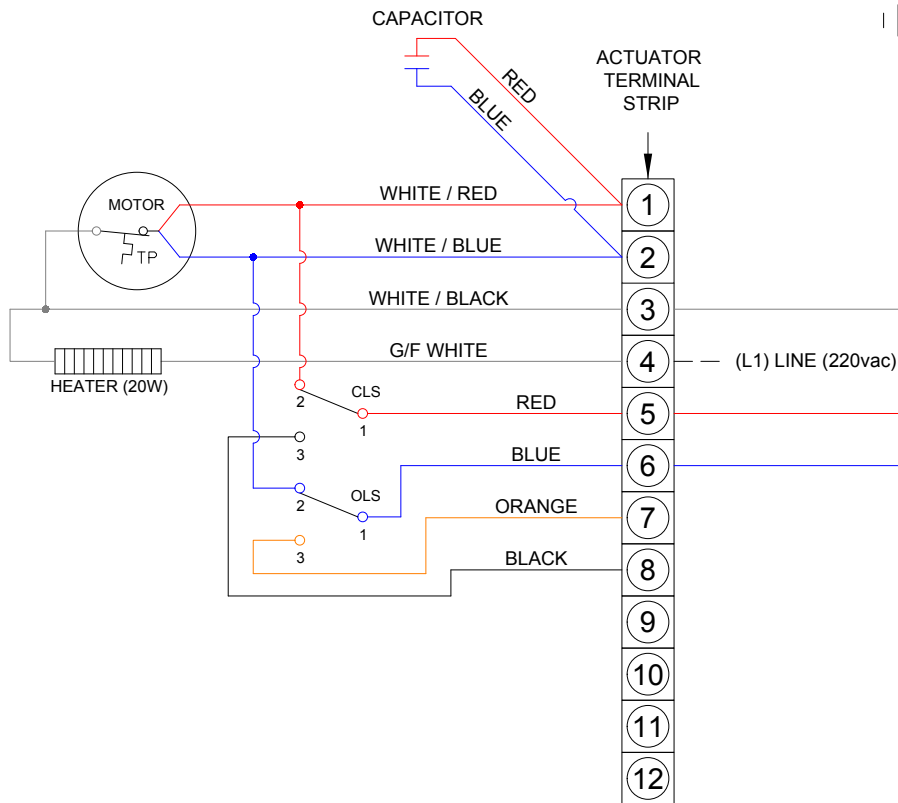 CAPACITOR
ACTUATOR
TERMINAL
STRIP
RED
BLUE
WHITE / RED
1
MOTOR
TP
WHITE / BLUE
2
WHITE / BLACK
3
G/F WHITE
4
(L1) LINE (220vac)
HEATER (20W)
2
CLS
1
RED
5
3
BLUE
6
2
OLS
1
ORANGE
7
3
BLACK
8
9
10
11
12